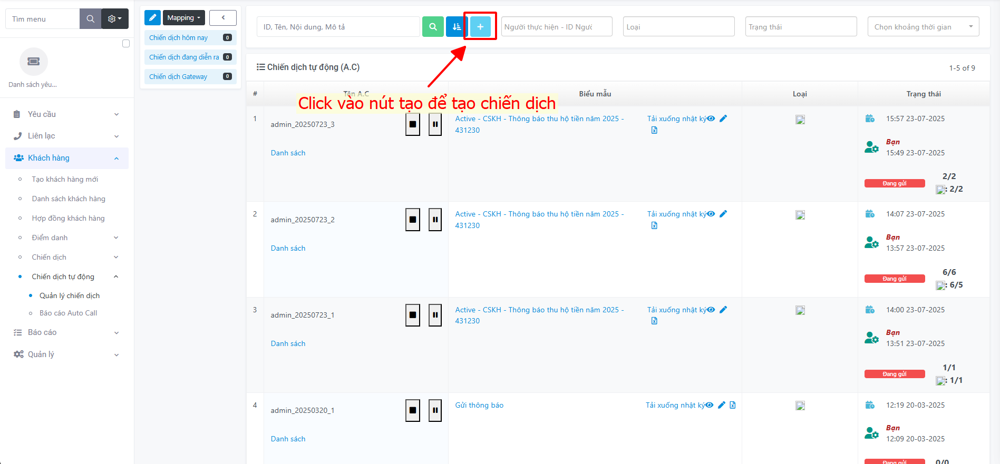 Tìm menu
Danh sách yêu...
Yêu cầu
Liên lạc
Khách hàng
Tạo khách hàng mới
Danh sách khách hàng
Hợp đồng khách hàng
Điểm danh
Chiến dịch
Chiến dịch tự động
Quản lý chiến dịch
Báo cáo Auto Call
Báo cáo
Quản lý
Mapping
Chiến dịch hôm nay 0
Chiến dịch đang diễn ra 0
Chiến dịch Gateway 0
ID, Tên, Nội dung, Mô tả
Người thực hiện - ID Ngườ
Loại
Trạng thái
Chọn khoảng thời gian
Chiến dịch tự động (A.C)
1-5 of 9
# Tên A.C Biểu mẫu Loại Trạng thái
Click vào nút tạo để tạo chiến dịch
1
admin_20250723_3
Danh sách
Active - CSKH - Thông báo thu hộ tiền năm 2025 -
431230
Tải xuống nhật ký
15:57 23-07-2025
Bạn
15:49 23-07-2025
Đang gửi
2/2
: 2/2
2
admin_20250723_2
Danh sách
Active - CSKH - Thông báo thu hộ tiền năm 2025 -
431230
Tải xuống nhật ký
14:07 23-07-2025
Bạn
13:57 23-07-2025
Đang gửi
6/6
: 6/5
3
admin_20250723_1
Danh sách
Active - CSKH - Thông báo thu hộ tiền năm 2025 -
431230
Tải xuống nhật ký
14:00 23-07-2025
Bạn
13:51 23-07-2025
Đang gửi
1/1
: 1/1
4
admin_20250320_1
Danh sách
Gửi thông báo
Tải xuống nhật ký
12:19 20-03-2025
Bạn
12:09 20-03-2025
Đang gửi
0/0